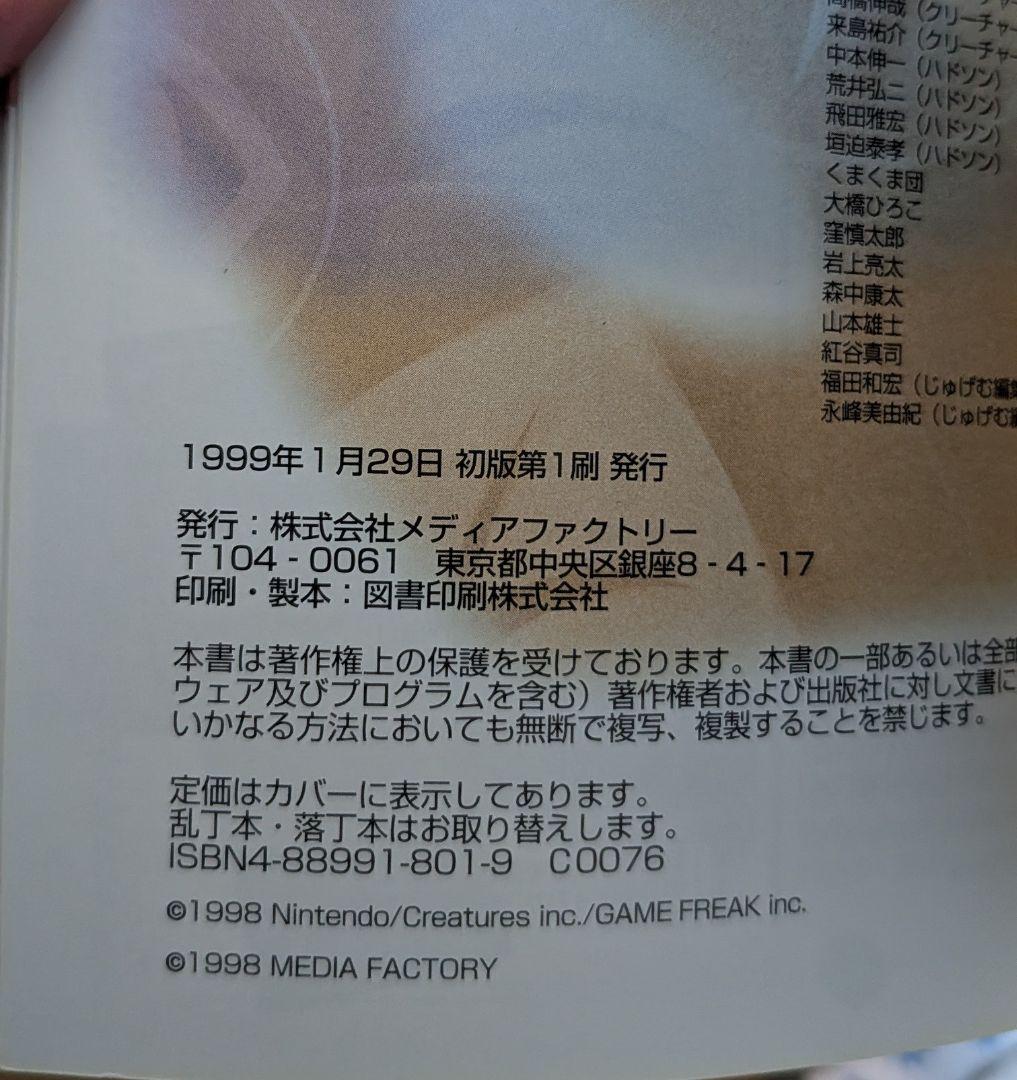 高橋伸哉（クリーチャー
来島祐介（クリーチャー
中本伸一（ハドソン）
荒井弘二（ハドソン）
飛田雅宏（ハドソン）
垣迫泰孝（ハドソン）
くまくま団
大橋ひろこ
窪慎太郎
岩上亮太
森中康太
山本雄士
紅谷真司
福田和宏（じゅげむ編集
永峰美由紀（じゅげむ編
1999年1月29日 初版第1刷 発行
発行：株式会社メディアファクトリー
〒104 - 0061　東京都中央区銀座8 - 4 - 17
印刷・製本：図書印刷株式会社
本書は著作権上の保護を受けております。本書の一部あるいは全部
ウェア及びプログラムを含む）著作権者および出版社に対し文書に
いかなる方法においても無断で複写、複製することを禁じます。
定価はカバーに表示してあります。
乱丁本・落丁本はお取り替えします。
ISBN4-88991-801-9　C0076
©1998 Nintendo/Creatures inc./GAME FREAK inc.
©1998 MEDIA FACTORY